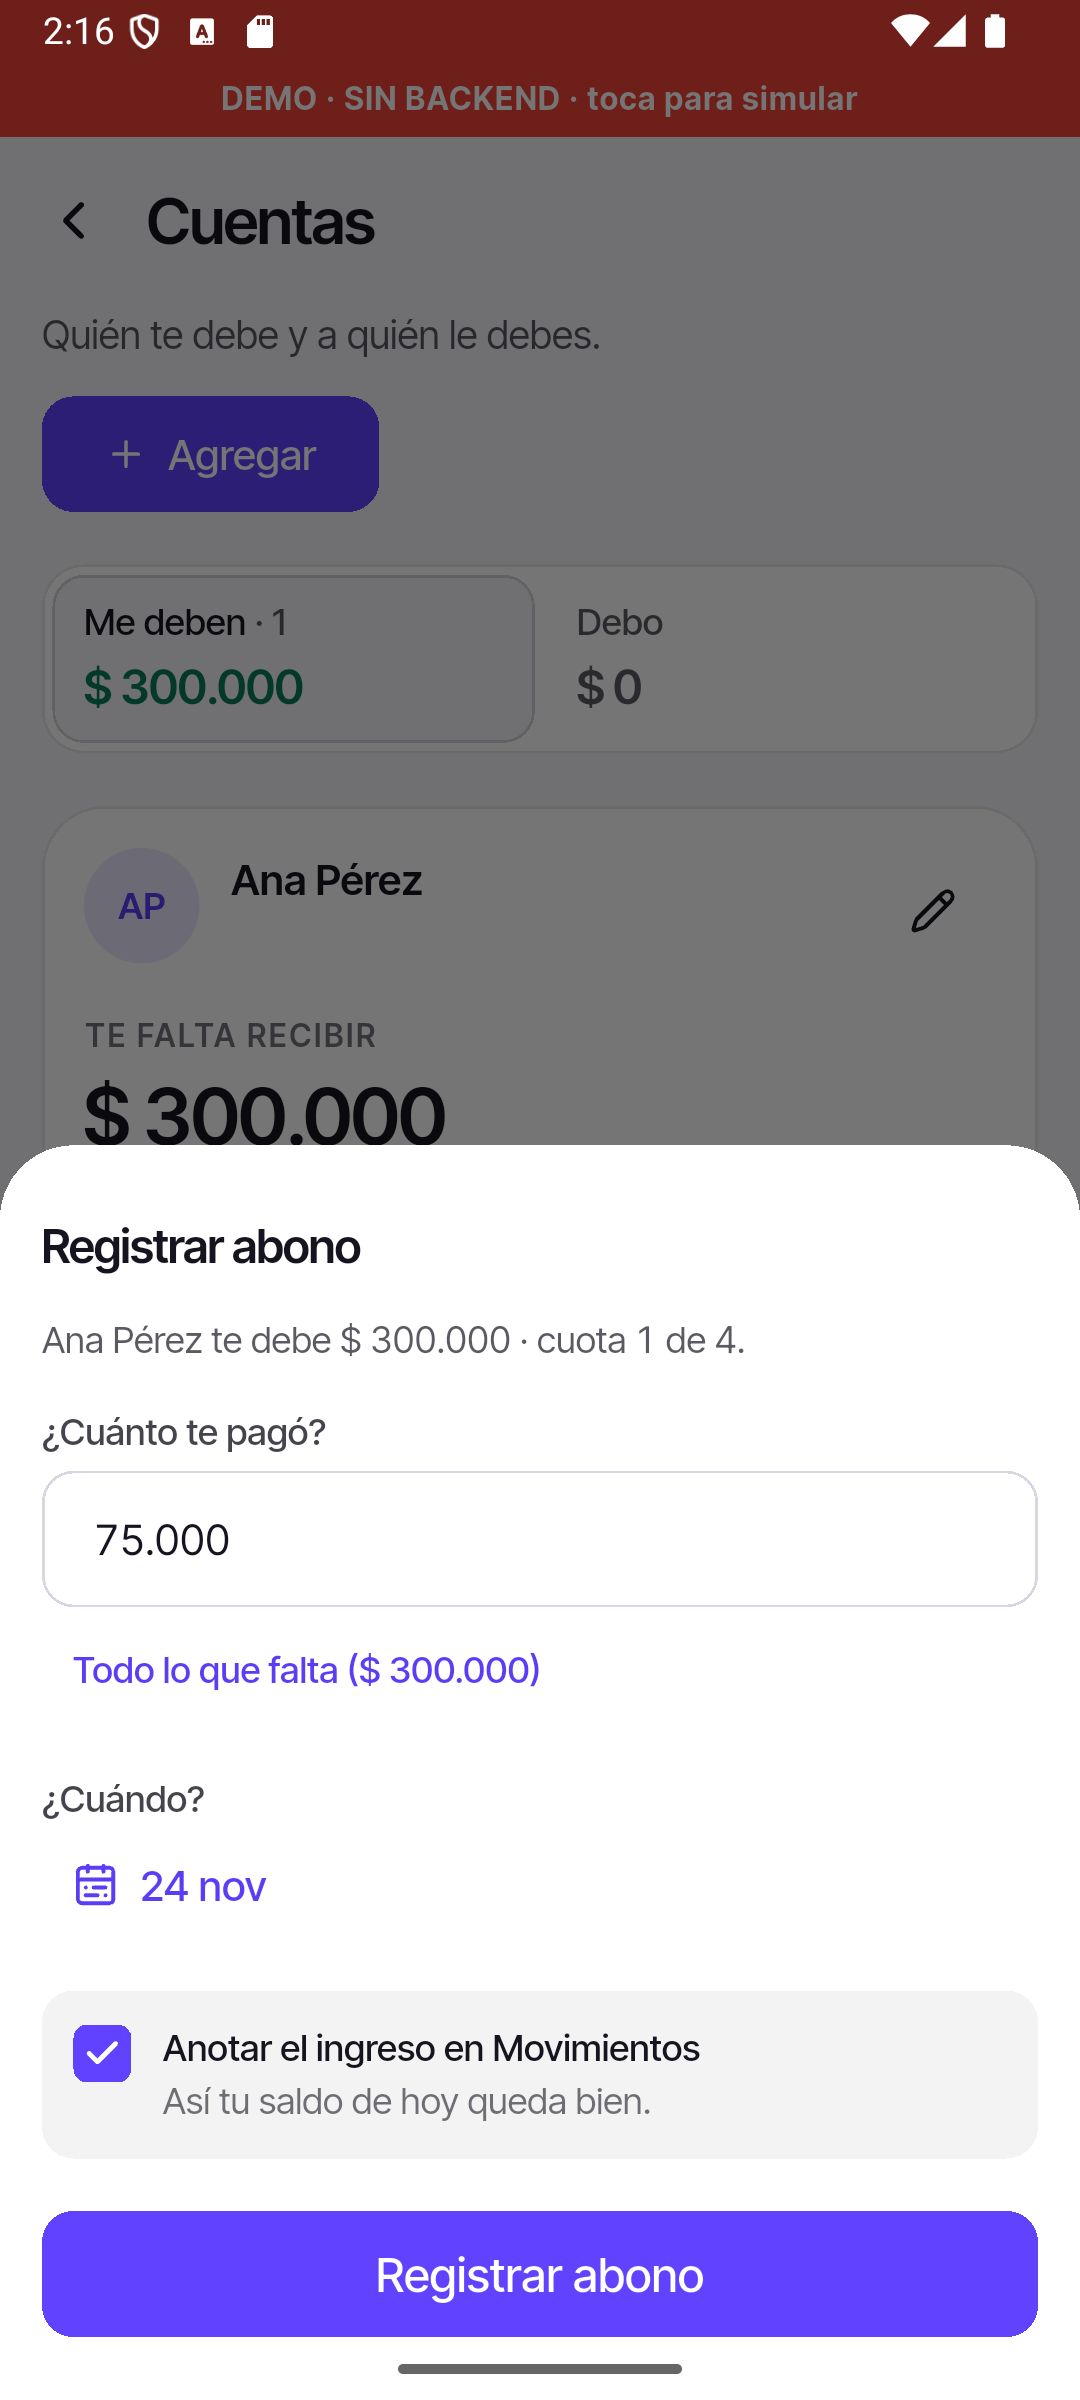 2:16
DEMO · SIN BACKEND · toca para simular
Cuentas
Quién te debe y a quién le debes.
+ Agregar
Me deben · 1
Debo
$ 300.000
$ 0
AP
Ana Pérez
TE FALTA RECIBIR
$ 300.000
Registrar abono
Ana Pérez te debe $ 300.000 · cuota 1 de 4.
¿Cuánto te pagó?
75.000
Todo lo que falta ($ 300.000)
¿Cuándo?
24 nov
Anotar el ingreso en Movimientos
Así tu saldo de hoy queda bien.
Registrar abono